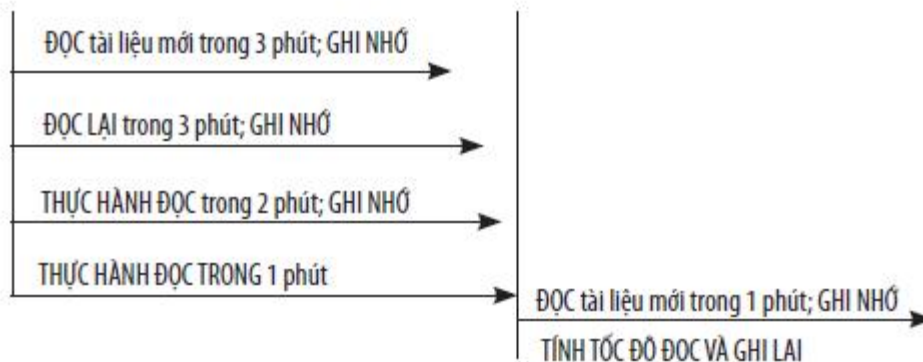 ĐỌC tài liệu mới trong 3 phút; GHI NHỚ
ĐỌC LẠI trong 3 phút; GHI NHỚ
THỰC HÀNH ĐỌC trong 2 phút; GHI NHỚ
THỰC HÀNH ĐỌC TRONG 1 phút
ĐỌC tài liệu mới trong 1 phút; GHI NHỚ
TÍNH TỐC ĐỘ ĐỌC VÀ GHI LẠI